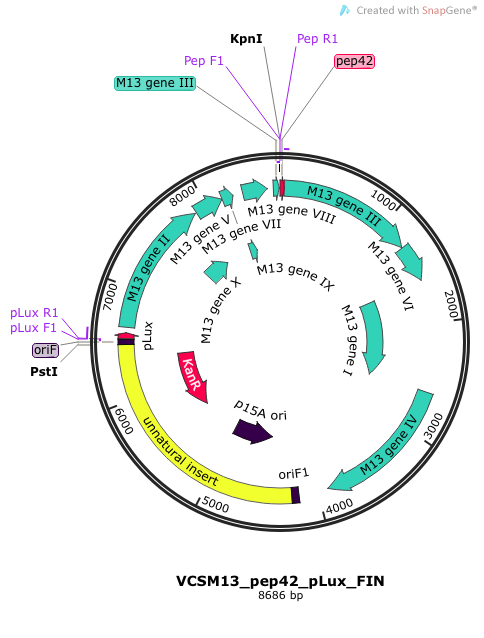 Created with SnapGene®
KpnI
Pep R1
Pep F1
pep42
M13 gene III
M13 gene III
M13 gene VIII
M13 gene VII
M13 gene V
M13 gene II
M13 gene IX
M13 gene X
M13 gene VI
M13 gene I
M13 gene IV
8000
1000
7000
2000
6000
3000
5000
4000
pLux R1
pLux F1
oriF
PstI
pLux
KanR
p15A ori
unnatural insert
oriF1
VCSM13_pep42_pLux_FIN
8686 bp